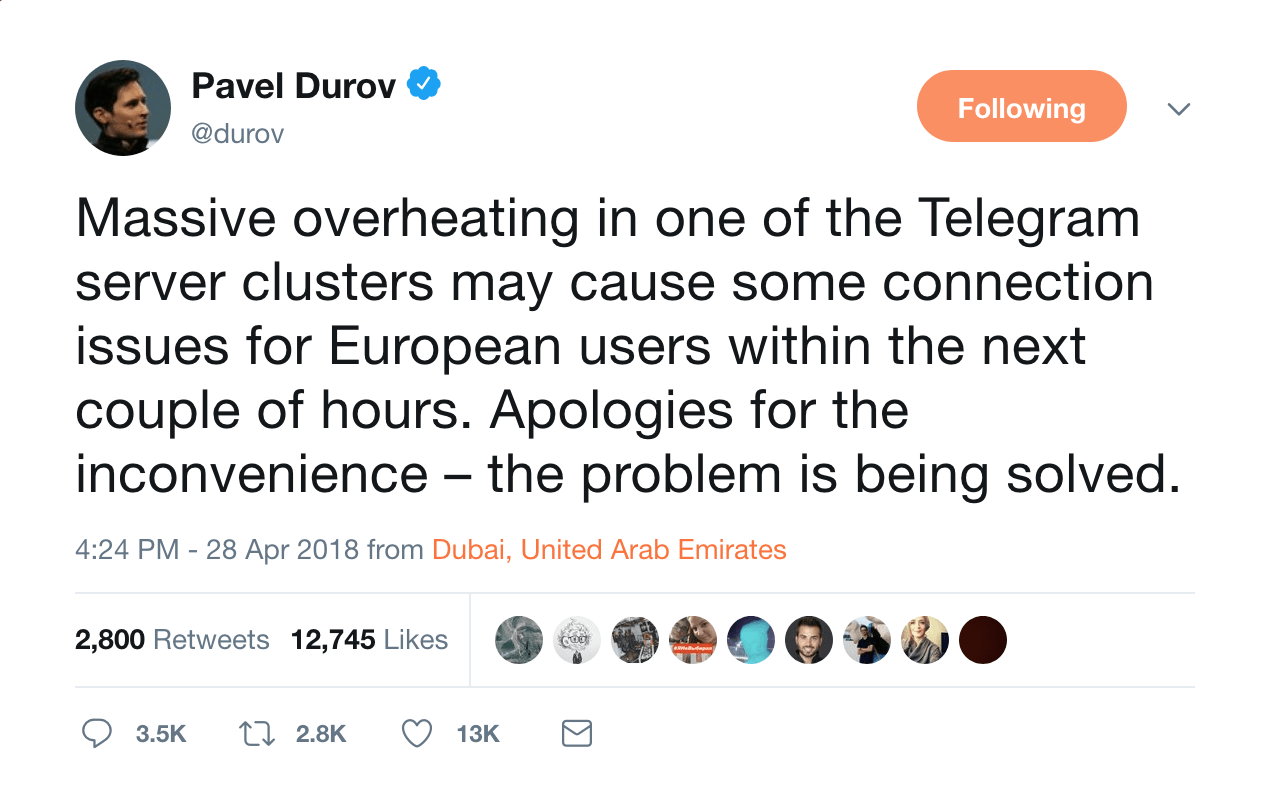 Pavel Durov
@durov
Following
Massive overheating in one of the Telegram
server clusters may cause some connection
issues for European users within the next
couple of hours. Apologies for the
inconvenience – the problem is being solved.
4:24 PM - 28 Apr 2018 from Dubai, United Arab Emirates
2,800 Retweets 12,745 Likes
3.5K 2.8K 13K